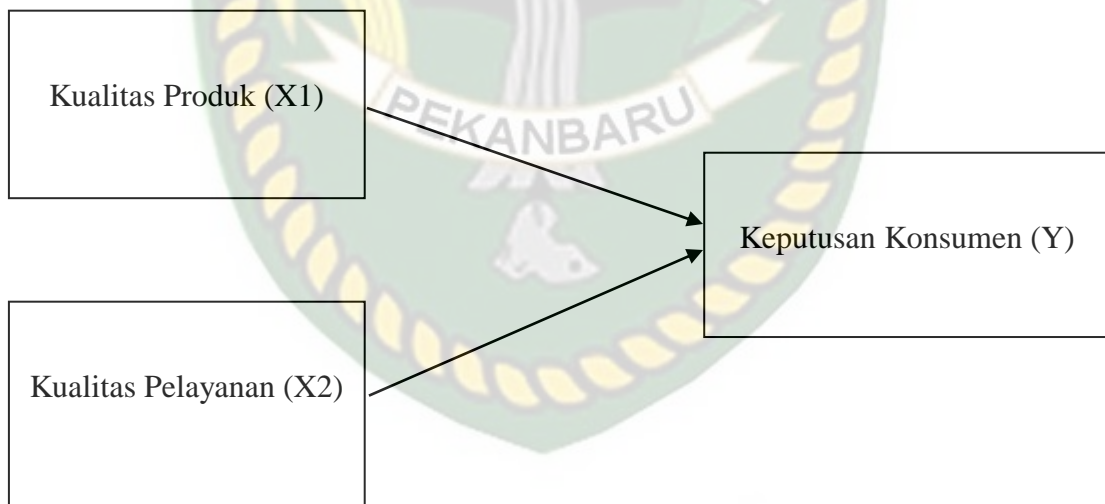 Kualitas Produk (X1)
PEKANBARU
Keputusan Konsumen (Y)
Kualitas Pelayanan (X2)